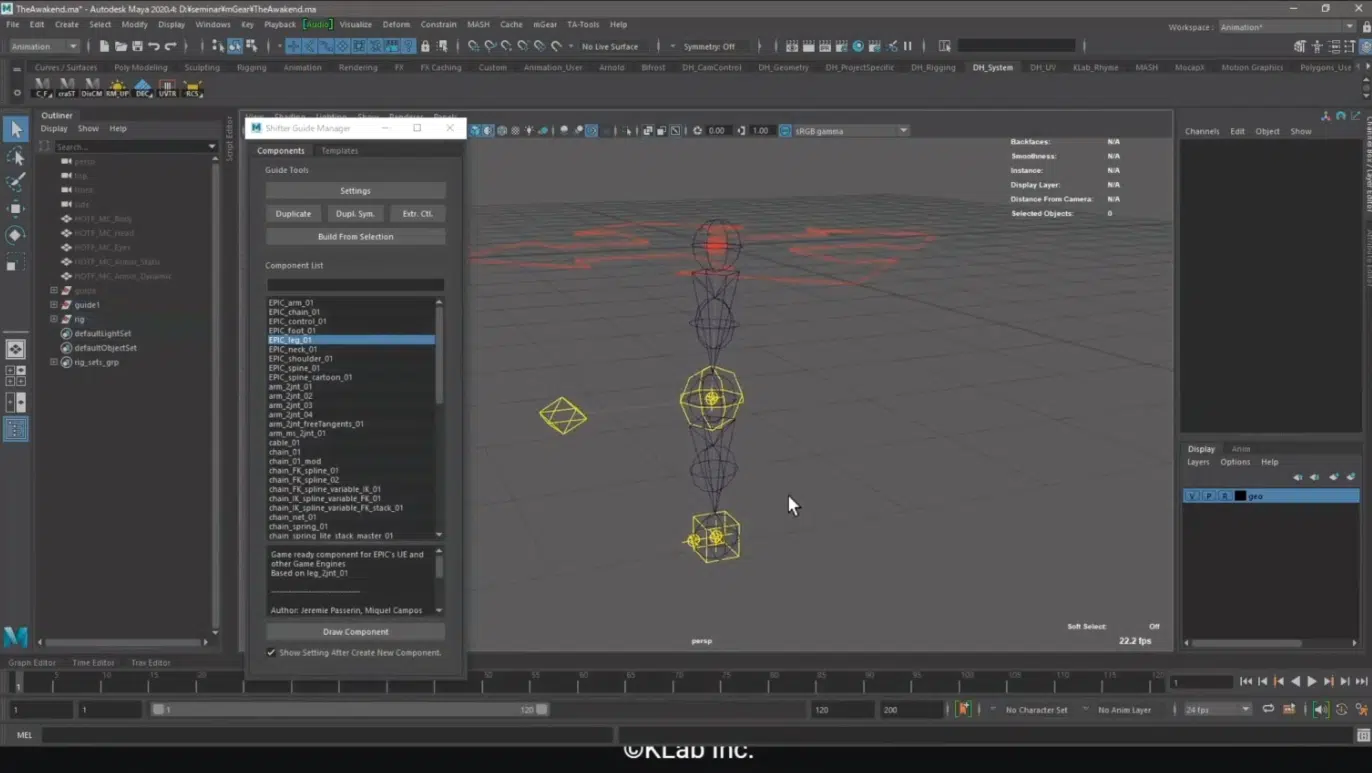 TheAwakend.ma* - Autodesk Maya 2020.4: D:\seminar\mGear\TheAwakend.ma
File Edit Create Select Modify Display Windows Key Playback [Audio] Visualize Deform Constrain MASH Cache mGear TA-Tools Help
Workspace : Animation*
Animation No Live Surface Symmetry: Off
Curves / Surfaces Poly Modeling Sculpting Rigging Animation Rendering FX FX Caching Custom Animation_User Arnold Bifrost DH_CamControl DH_Geometry DH_ProjectSpecific DH_Rigging DH_System DH_UV KLab_Rhyme MASH MocapX Motion Graphics Polygons_Use
C_F_ craST DisCM RM_UP DEC_ UVTR RCS_
Outliner
Display Show Help
Search...
persp
top
front
side
HOTF_MC_Body
HOTF_MC_Head
HOTF_MC_Eyes
HOTF_MC_Armor_Static
HOTF_MC_Armor_Dynamic
guide1
rig
defaultLightSet
defaultObjectSet
rig_sets_grp
Script Editor
Shifter Guide Manager
Components Templates
Guide Tools
Settings
Duplicate Dupl. Sym. Extr. Ctl.
Build From Selection
Component List
EPIC_arm_01
EPIC_chain_01
EPIC_control_01
EPIC_foot_01
EPIC_leg_01
EPIC_neck_01
EPIC_shoulder_01
EPIC_spine_01
EPIC_spine_cartoon_01
arm_2jnt_01
arm_2jnt_02
arm_2jnt_03
arm_2jnt_04
arm_2jnt_freeTangents_01
arm_ms_2jnt_01
cable_01
chain_01
chain_01_mod
chain_FK_spline_01
chain_FK_spline_02
chain_FK_spline_variable_IK_01
chain_IK_spline_variable_FK_01
chain_IK_spline_variable_FK_stack_01
chain_net_01
chain_spring_01
chain_spring_lite_stack_master_01
Game ready component for EPIC's UE and
other Game Engines
Based on leg_2jnt_01
Author: Jeremie Passerin, Miquel Campos
Draw Component
Show Setting After Create New Component.
0.00 1.00 sRGB gamma
Backfaces: N/A
Smoothness: N/A
Instance: N/A
Display Layer: N/A
Distance From Camera: N/A
Selected Objects: 0
persp
Soft Select: Off
22.2 fps
Channels Edit Object Show
Display Anim
Layers Options Help
V P R geo
Graph Editor Time Editor Trax Editor
5 10 15 20 50 55 60 65 70 75 80 85 90 95 100 105 110 115 120
1 1
1 1 1 120 120 200 No Character Set No Anim Layer 24 fps
MEL
©KLab Inc.